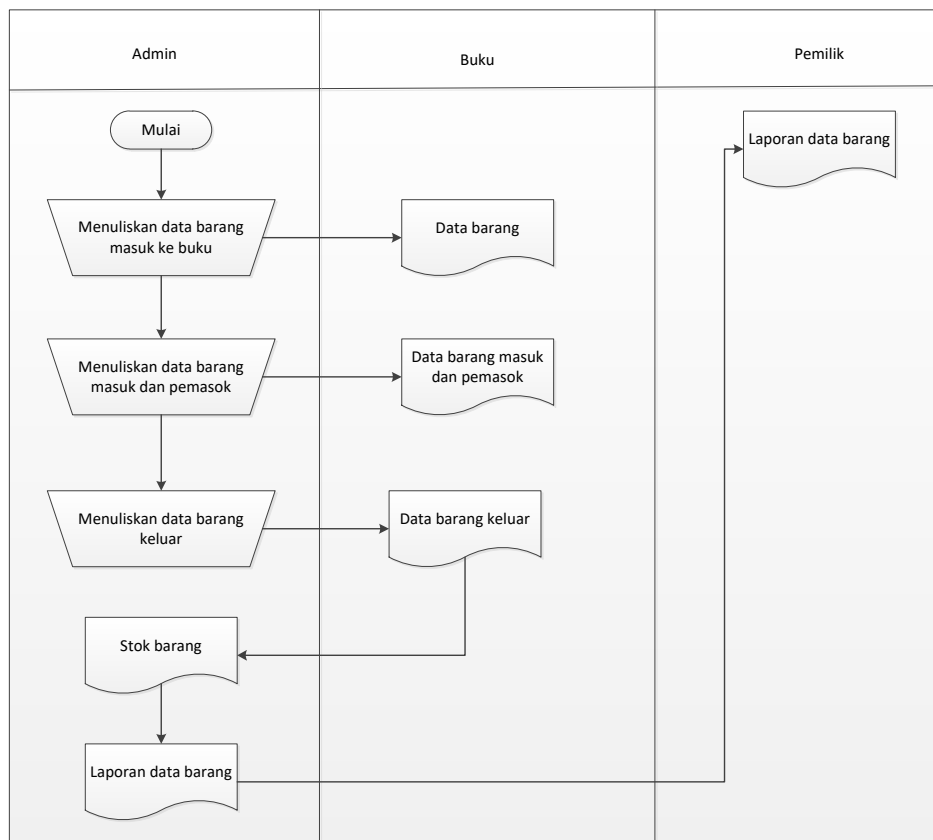 Admin
Buku
Pemilik
Mulai
Laporan data barang
Menuliskan data barang
masuk ke buku
Data barang
Menuliskan data barang
masuk dan pemasok
Data barang masuk
dan pemasok
Menuliskan data barang
keluar
Data barang keluar
Stok barang
Laporan data barang